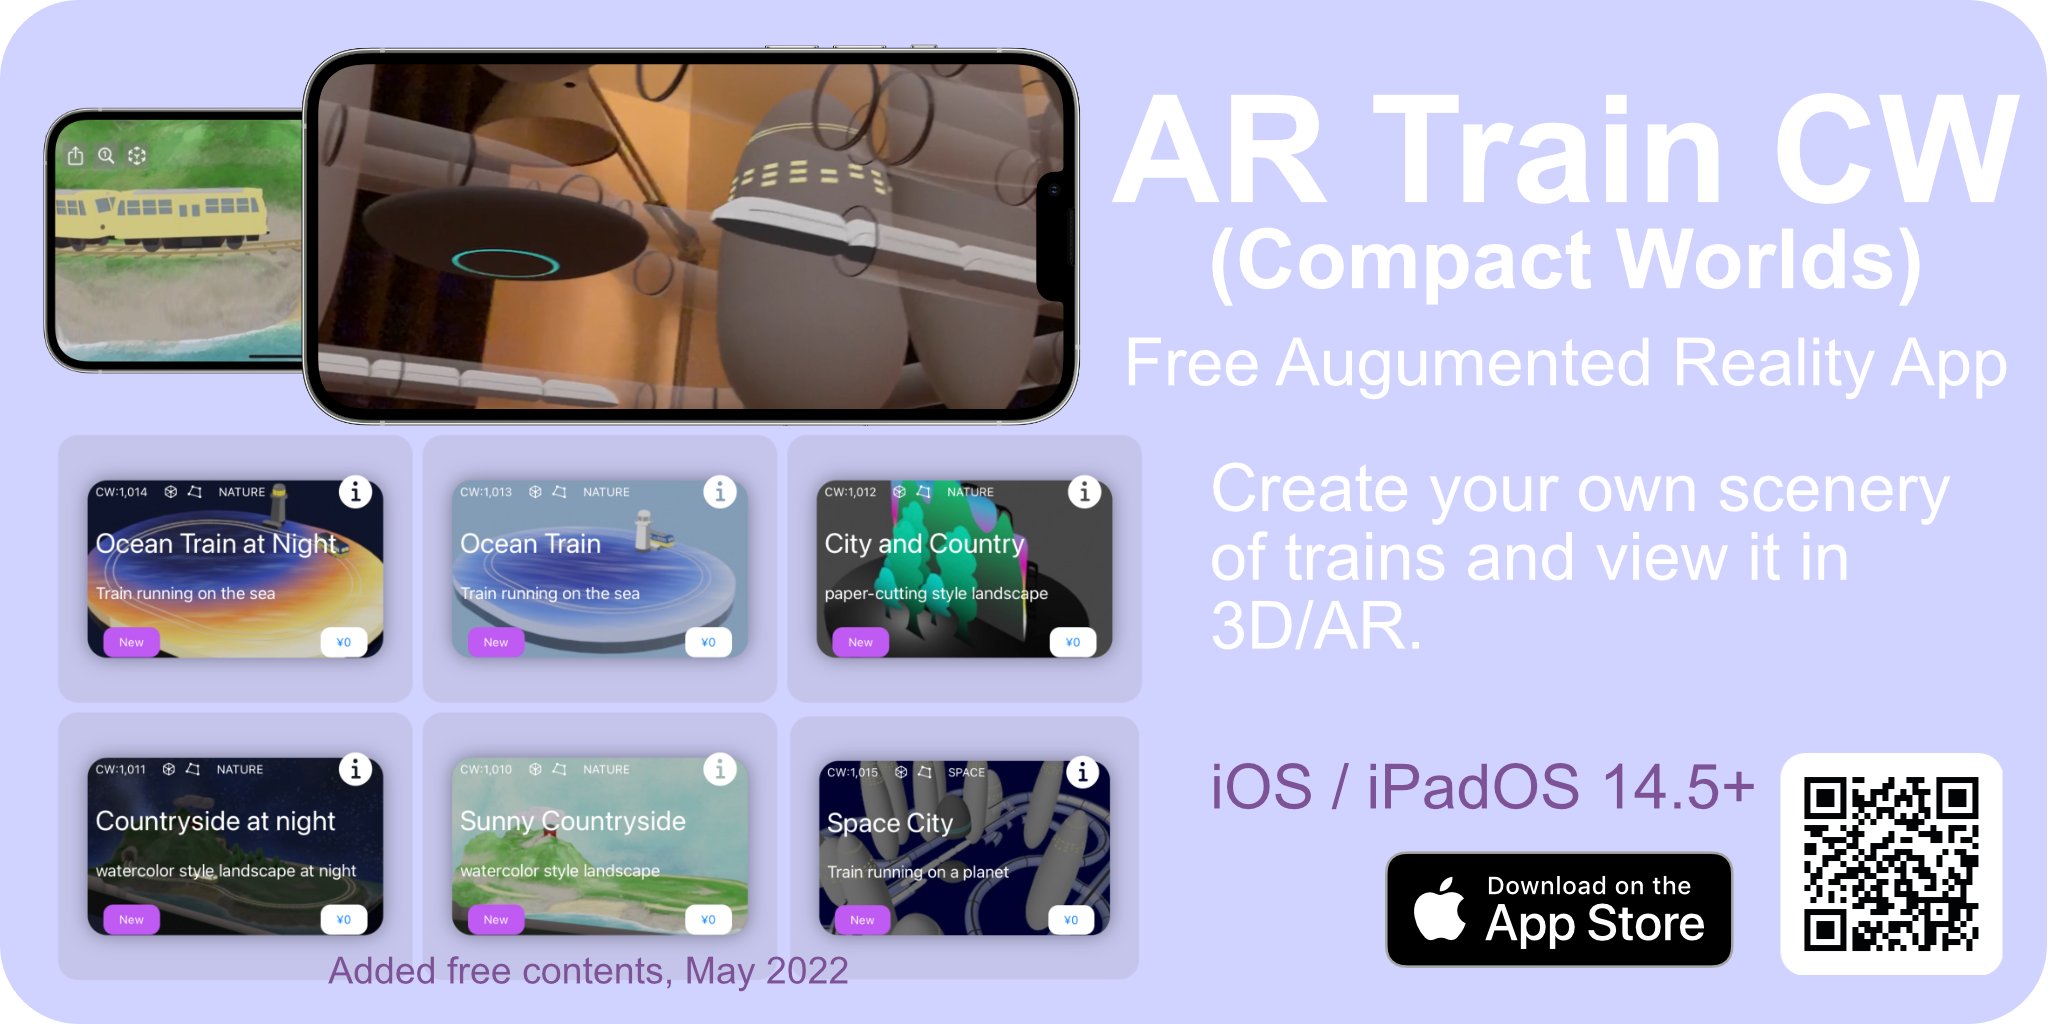 AR Train CW
(Compact Worlds)
Free Augumented Reality App
Create your own scenery
of trains and view it in
3D/AR.
iOS / iPadOS 14.5+
Download on the
App Store
CW:1,014 NATURE
Ocean Train at Night
Train running on the sea
New ¥0
CW:1,013 NATURE
Ocean Train
Train running on the sea
New ¥0
CW:1,012 NATURE
City and Country
paper-cutting style landscape
New ¥0
CW:1,011 NATURE
Countryside at night
watercolor style landscape at night
New ¥0
CW:1,010 NATURE
Sunny Countryside
watercolor style landscape
New ¥0
CW:1,015 SPACE
Space City
Train running on a planet
New ¥0
Added free contents, May 2022